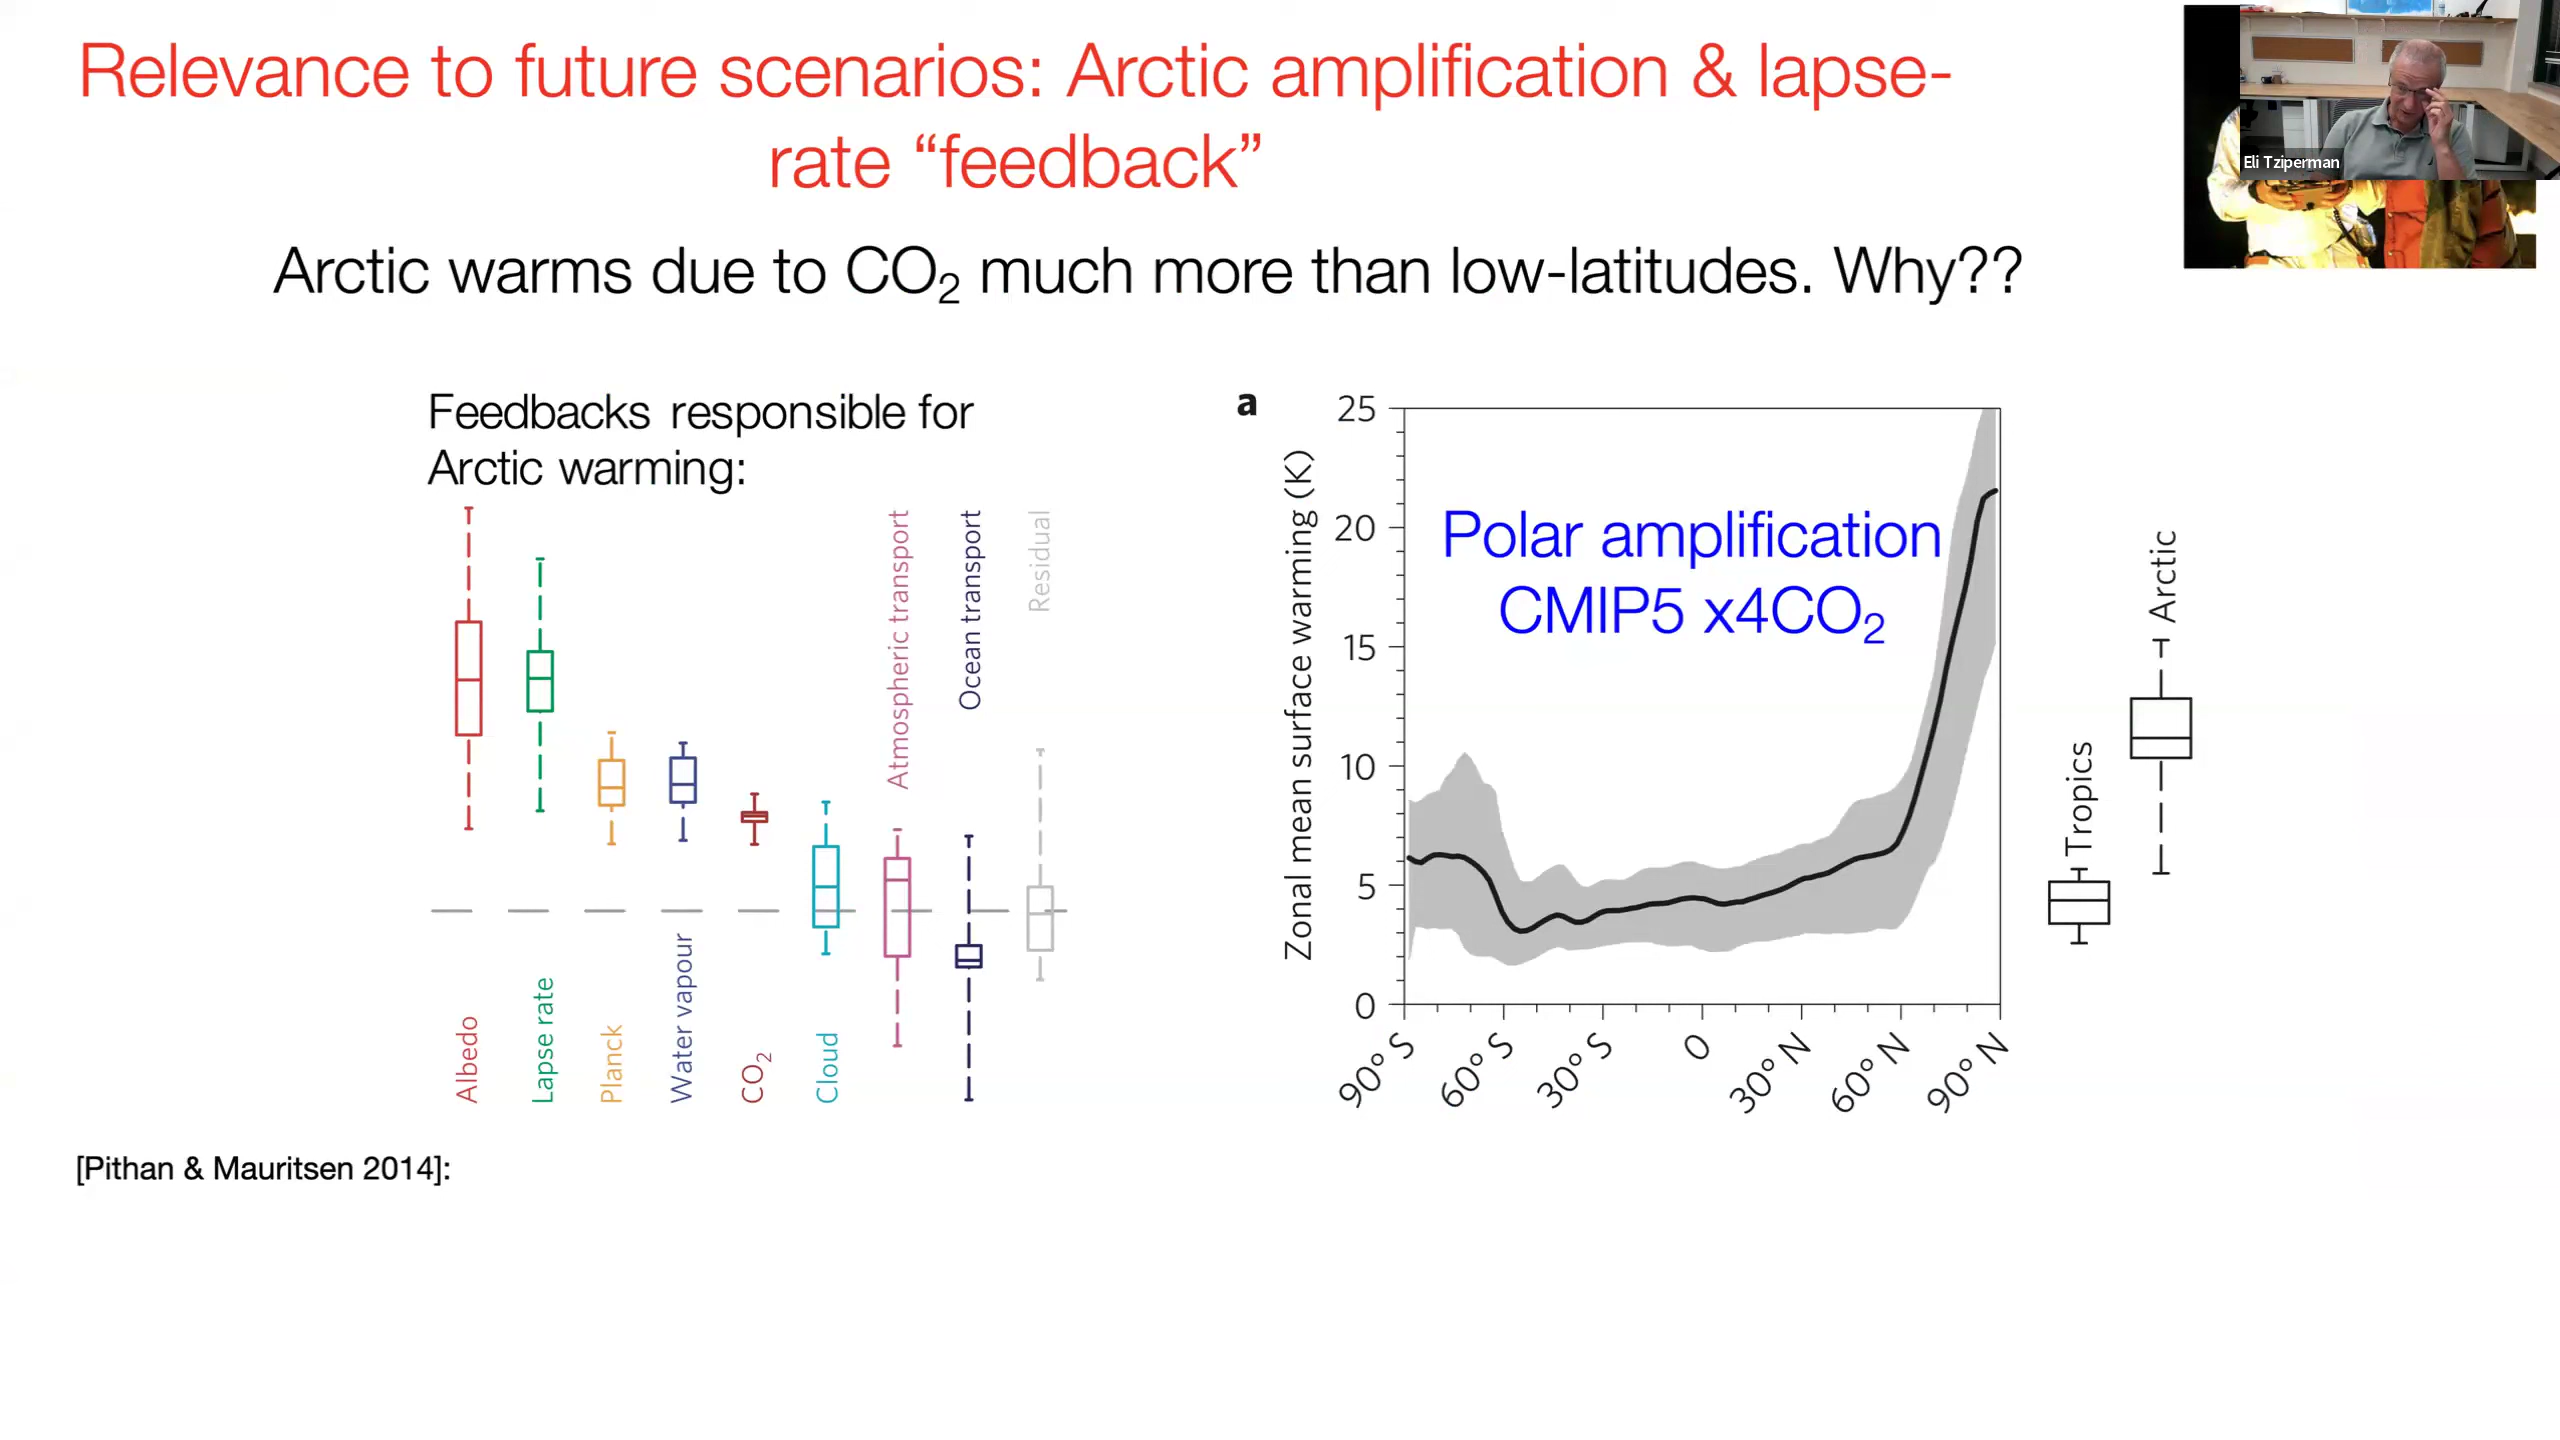 Relevance to future scenarios: Arctic amplification & lapse-
rate “feedback”
Eli Tziperman
Arctic warms due to CO₂ much more than low-latitudes. Why??
Feedbacks responsible for
Arctic warming:
Atmospheric transport
Ocean transport
Residual
Albedo
Lapse rate
Planck
Water vapour
CO₂
Cloud
a
Zonal mean surface warming (K)
25
20
15
10
5
0
Polar amplification
CMIP5 x4CO₂
90° S
60° S
30° S
0
30° N
60° N
90° N
Tropics
Arctic
[Pithan & Mauritsen 2014]: